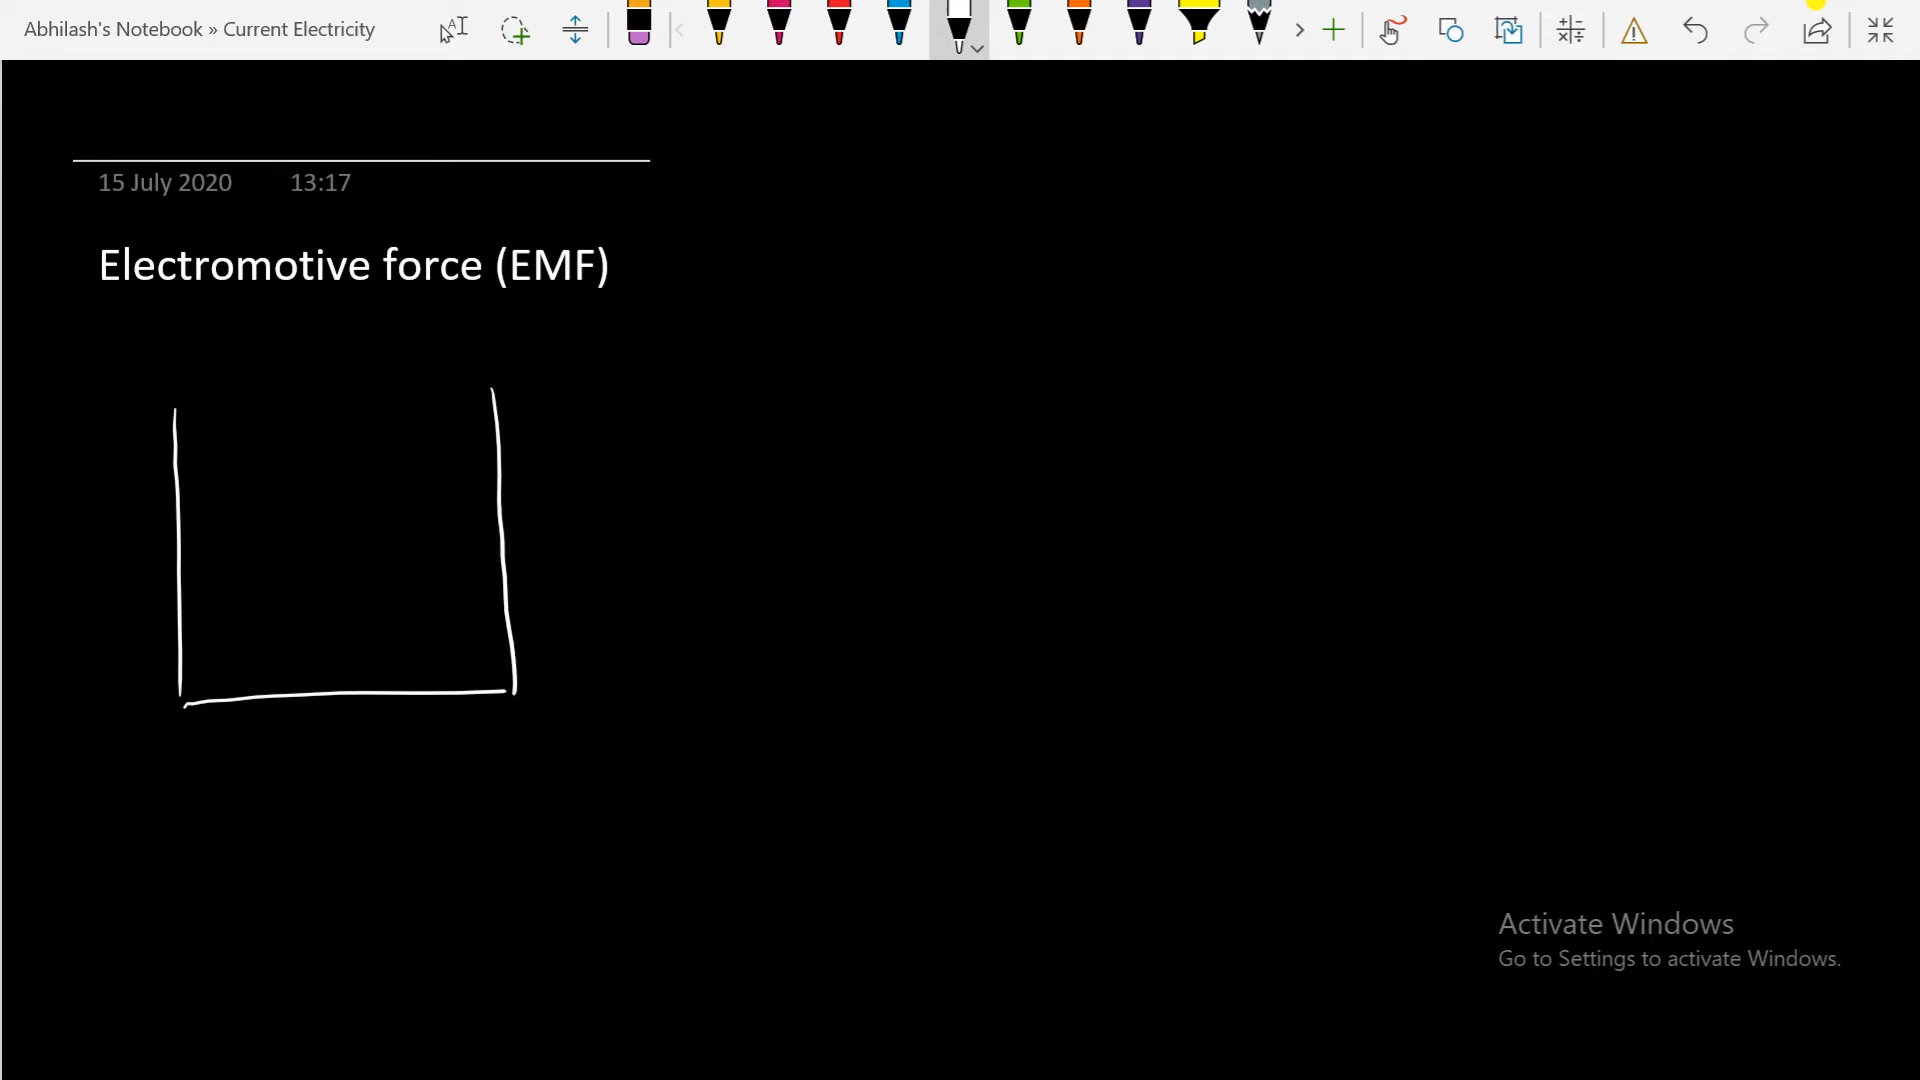 Abhilash's Notebook » Current Electricity
15 July 2020 13:17
Electromotive force (EMF)
Activate Windows
Go to Settings to activate Windows.